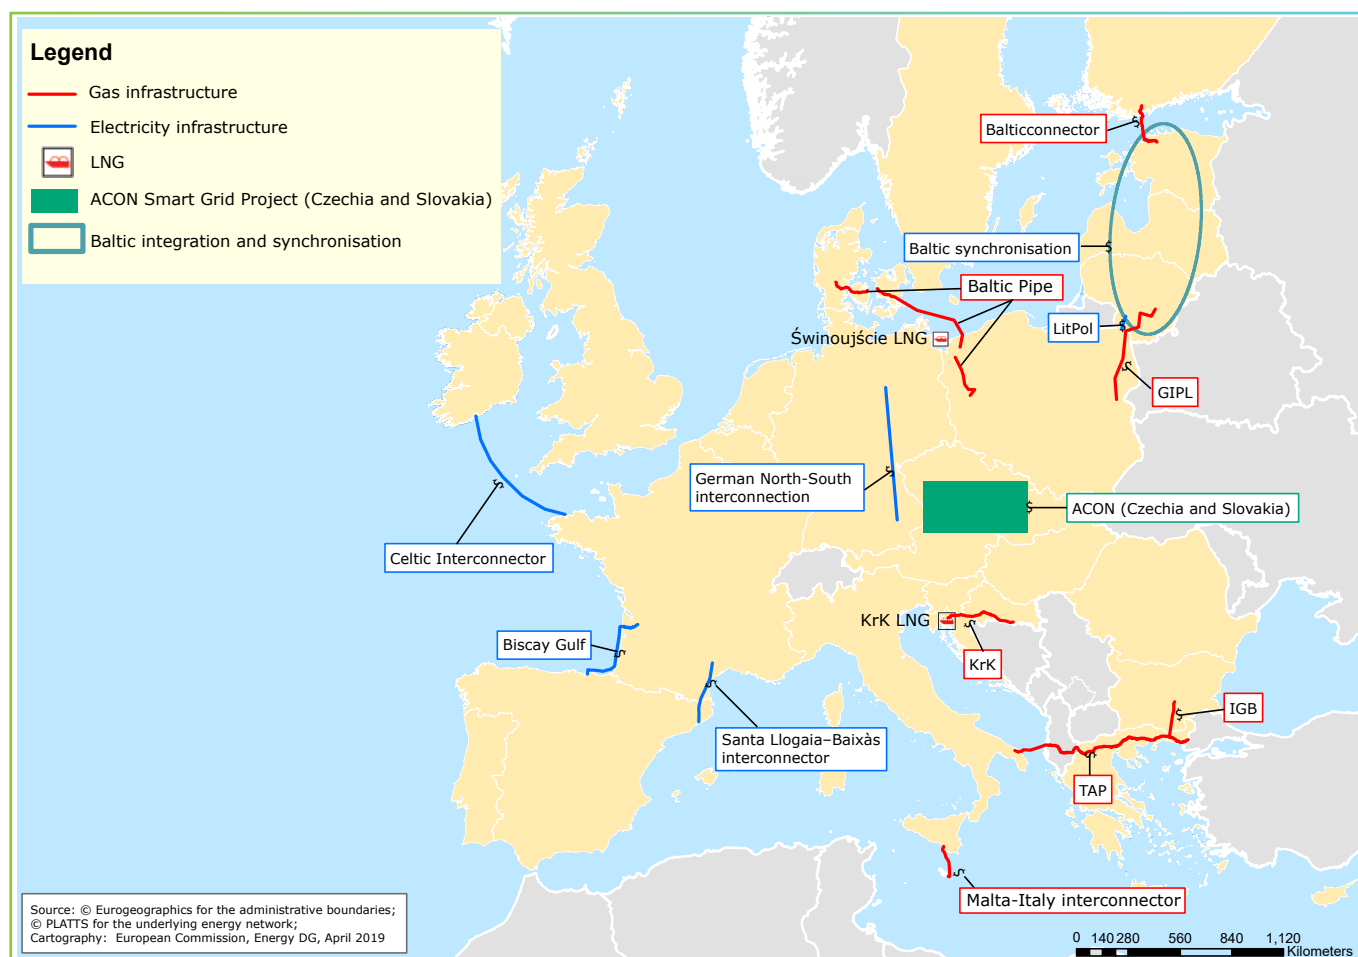 Legend
Gas infrastructure
Electricity infrastructure
LNG
ACON Smart Grid Project (Czechia and Slovakia)
Baltic integration and synchronisation
Balticconnector
Baltic synchronisation
Baltic Pipe
LitPol
Świnoujście LNG
GIPL
German North-South
interconnection
ACON (Czechia and Slovakia)
Celtic Interconnector
KrK LNG
Biscay Gulf
KrK
IGB
Santa Llogaia–Baixàs
interconnector
TAP
Malta-Italy interconnector
Source: © Eurogeographics for the administrative boundaries;
© PLATTS for the underlying energy network;
Cartography: European Commission, Energy DG, April 2019
0 140 280 560 840 1,120
Kilometers